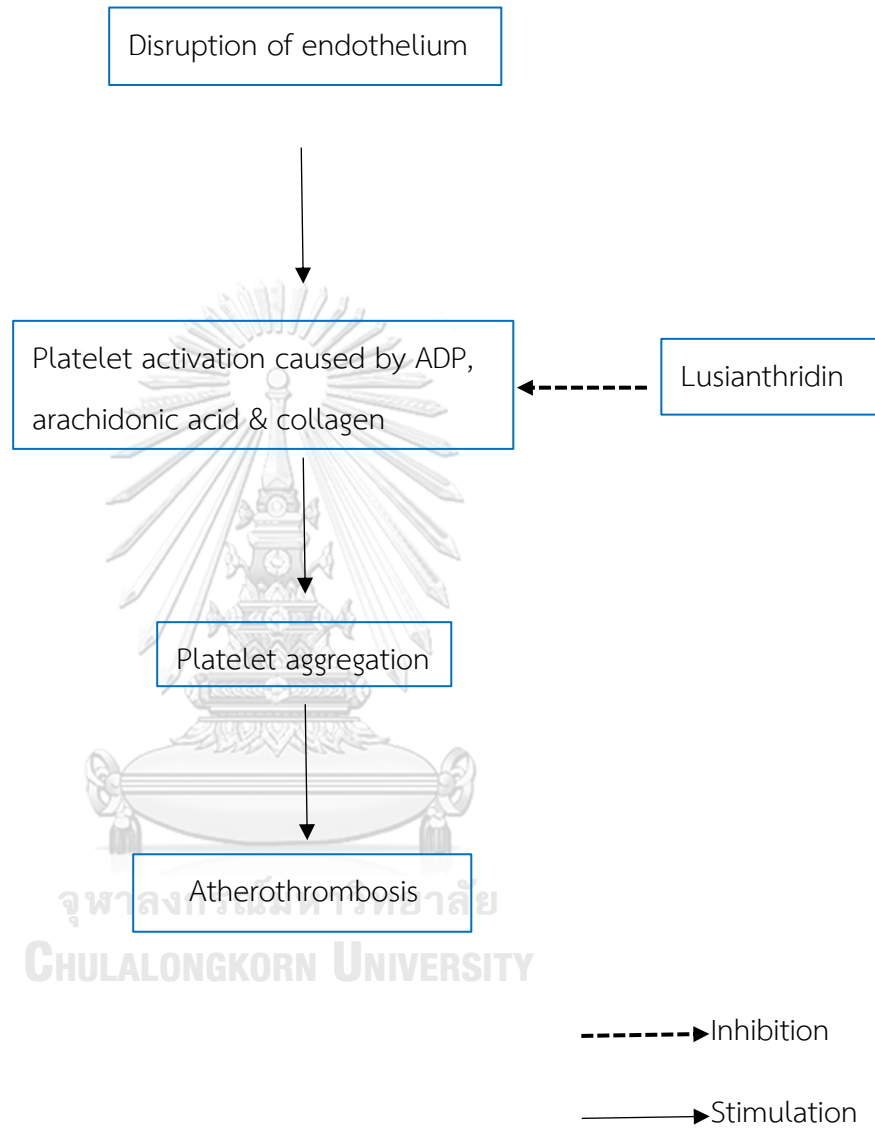 Disruption of endothelium
Platelet activation caused by ADP,
arachidonic acid & collagen
Lusianthridin
Platelet aggregation
Atherothrombosis
จุฬาลงกรณ์มหาวิทยาลัย
CHULALONGKORN UNIVERSITY
Inhibition
Stimulation